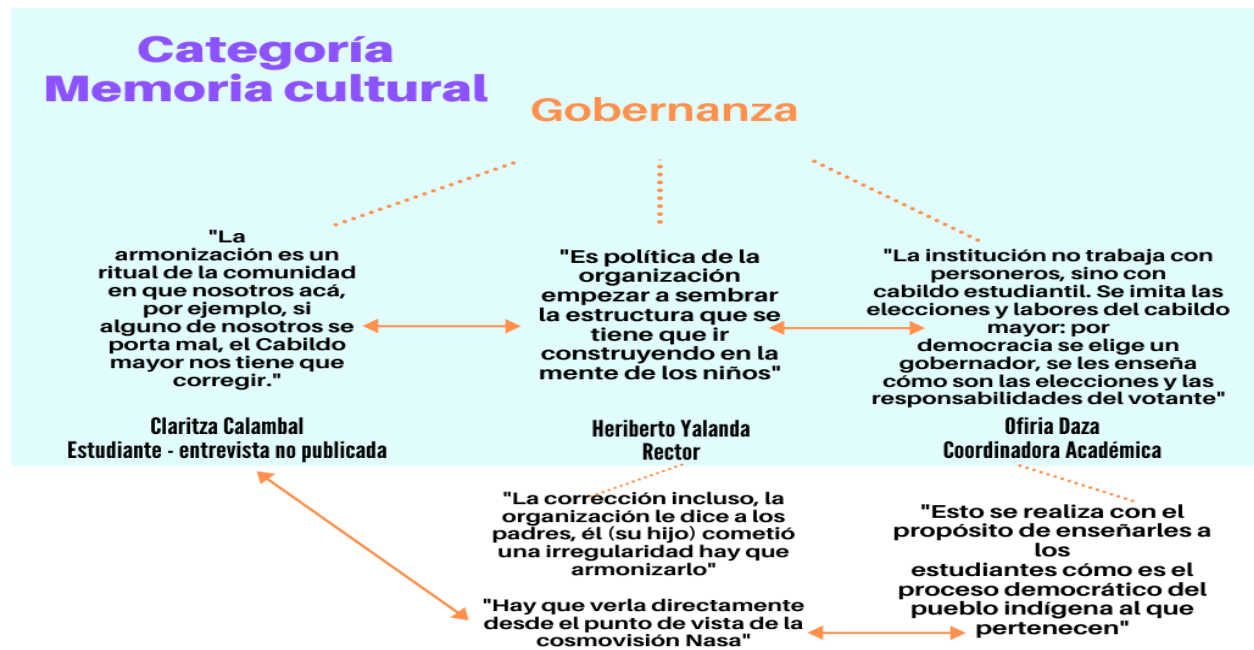 Categoría
Memoria cultural
Gobernanza
"La
armonización es un
ritual de la comunidad
en que nosotros acá,
por ejemplo, si
alguno de nosotros se
porta mal, el Cabildo
mayor nos tiene que
corregir."
Claritza Calambal
Estudiante - entrevista no publicada
"Es política de la
organización
empezar a sembrar
la estructura que se
tiene que ir
construyendo en la
mente de los niños"
Heriberto Yalanda
Rector
"La institución no trabaja con
personeros, sino con
cabildo estudiantil. Se imita las
elecciones y labores del cabildo
mayor: por
democracia se elige un
gobernador, se les enseña
cómo son las elecciones y las
responsabilidades del votante"
Ofiria Daza
Coordinadora Académica
"La corrección incluso, la
organización le dice a los
padres, él (su hijo) cometió
una irregularidad hay que
armonizarlo"
"Hay que verla directamente
desde el punto de vista de la
cosmovisión Nasa"
"Esto se realiza con el
propósito de enseñarles a
los
estudiantes cómo es el
proceso democrático del
pueblo indígena al que
pertenecen"